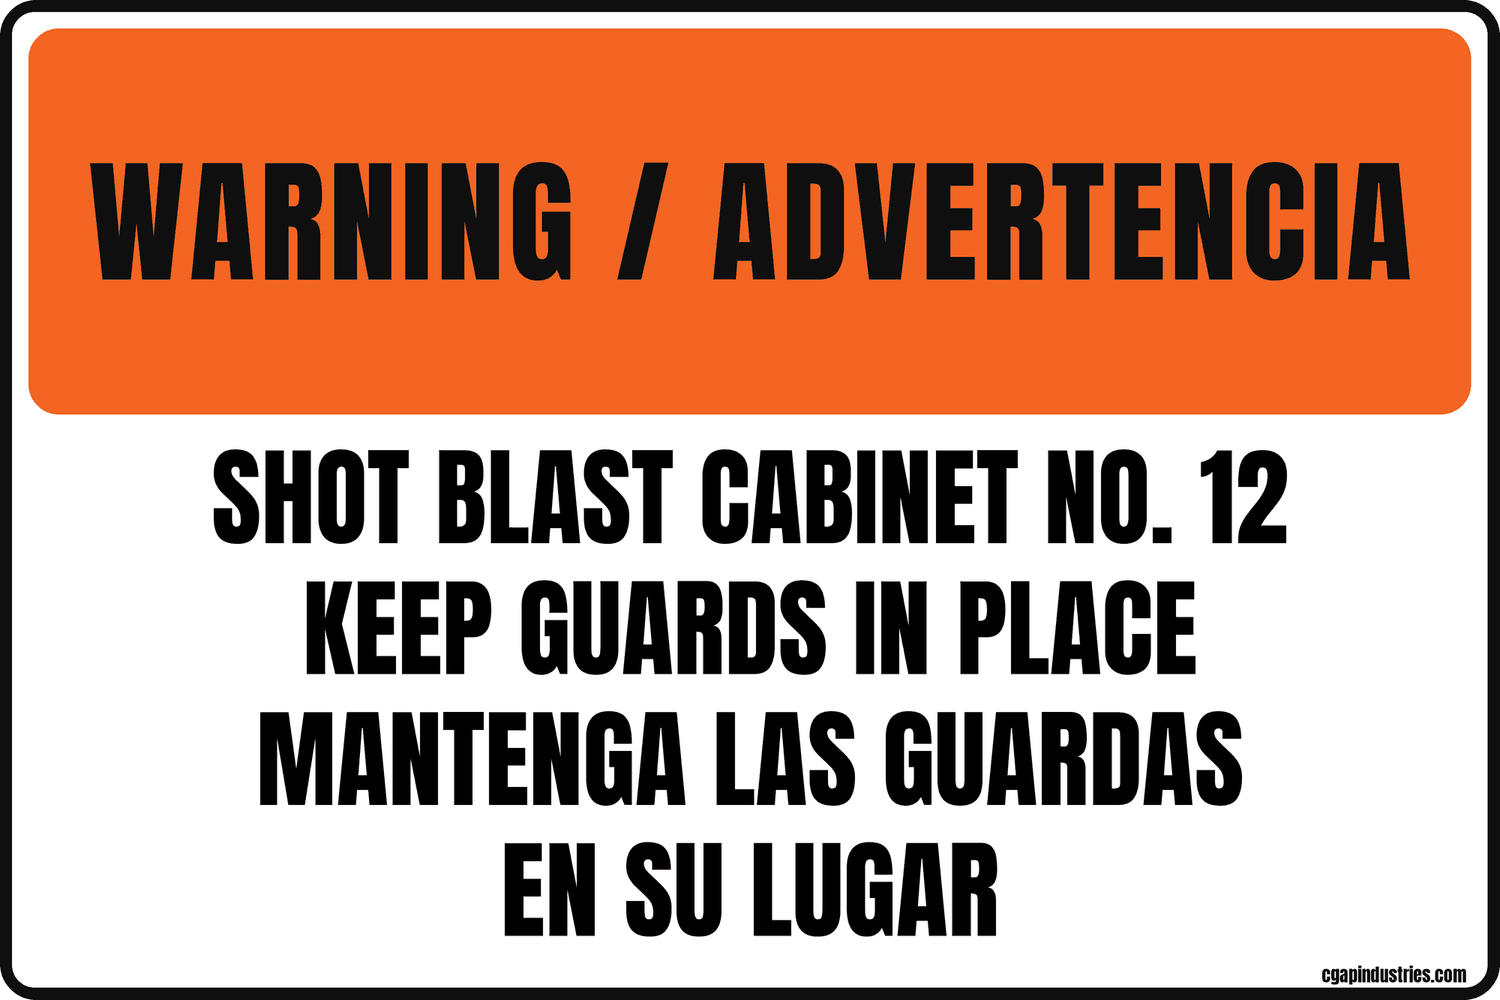 WARNING / ADVERTENCIA
SHOT BLAST CABINET NO. 12
KEEP GUARDS IN PLACE
MANTENGA LAS GUARDAS
EN SU LUGAR
cgapindustries.com